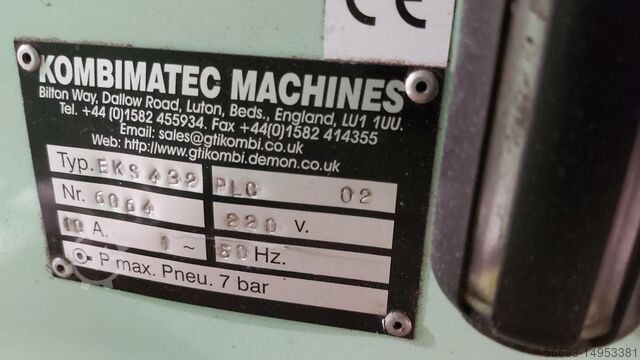 CE
KOMBIMATEC MACHINES
Bilton Way, Dallow Road, Luton, Beds., England, LU1 1UU.
Tel. +44 (0)1582 455934. Fax +44(0)1582 414355
Email: sales@gtikombi.co.uk
Web: http://www.gtikombi.demon.co.uk
Typ. EKS 432 PLC 02
Nr. 6064 220 v.
10 A. 1 ~ 50 Hz.
P max. Pneu. 7 bar
56693-14953381